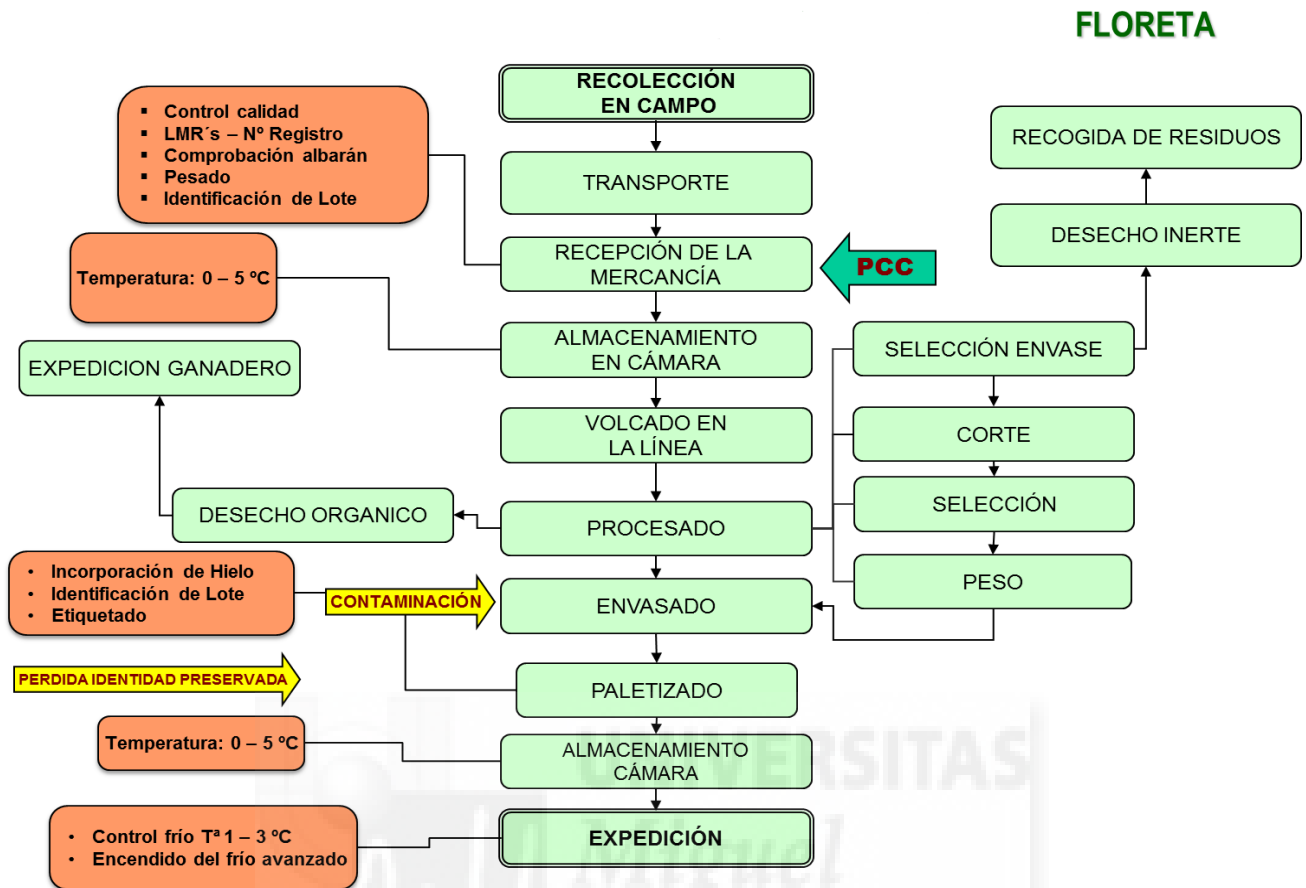 FLORETA
RECOLECCIÓN
EN CAMPO
▪ Control calidad
▪ LMR´s – Nº Registro
▪ Comprobación albarán
▪ Pesado
▪ Identificación de Lote
RECOGIDA DE RESIDUOS
TRANSPORTE
DESECHO INERTE
RECEPCIÓN DE LA
MERCANCÍA
PCC
Temperatura: 0 – 5 ºC
ALMACENAMIENTO
EN CÁMARA
SELECCIÓN ENVASE
EXPEDICION GANADERO
VOLCADO EN
LA LÍNEA
CORTE
DESECHO ORGANICO
PROCESADO
SELECCIÓN
• Incorporación de Hielo
• Identificación de Lote
• Etiquetado
CONTAMINACIÓN
ENVASADO
PESO
PERDIDA IDENTIDAD PRESERVADA
PALETIZADO
Temperatura: 0 – 5 ºC
ALMACENAMIENTO
CÁMARA
• Control frío Tª 1 – 3 ºC
• Encendido del frío avanzado
EXPEDICIÓN
UNIVERSITAS
Miguel